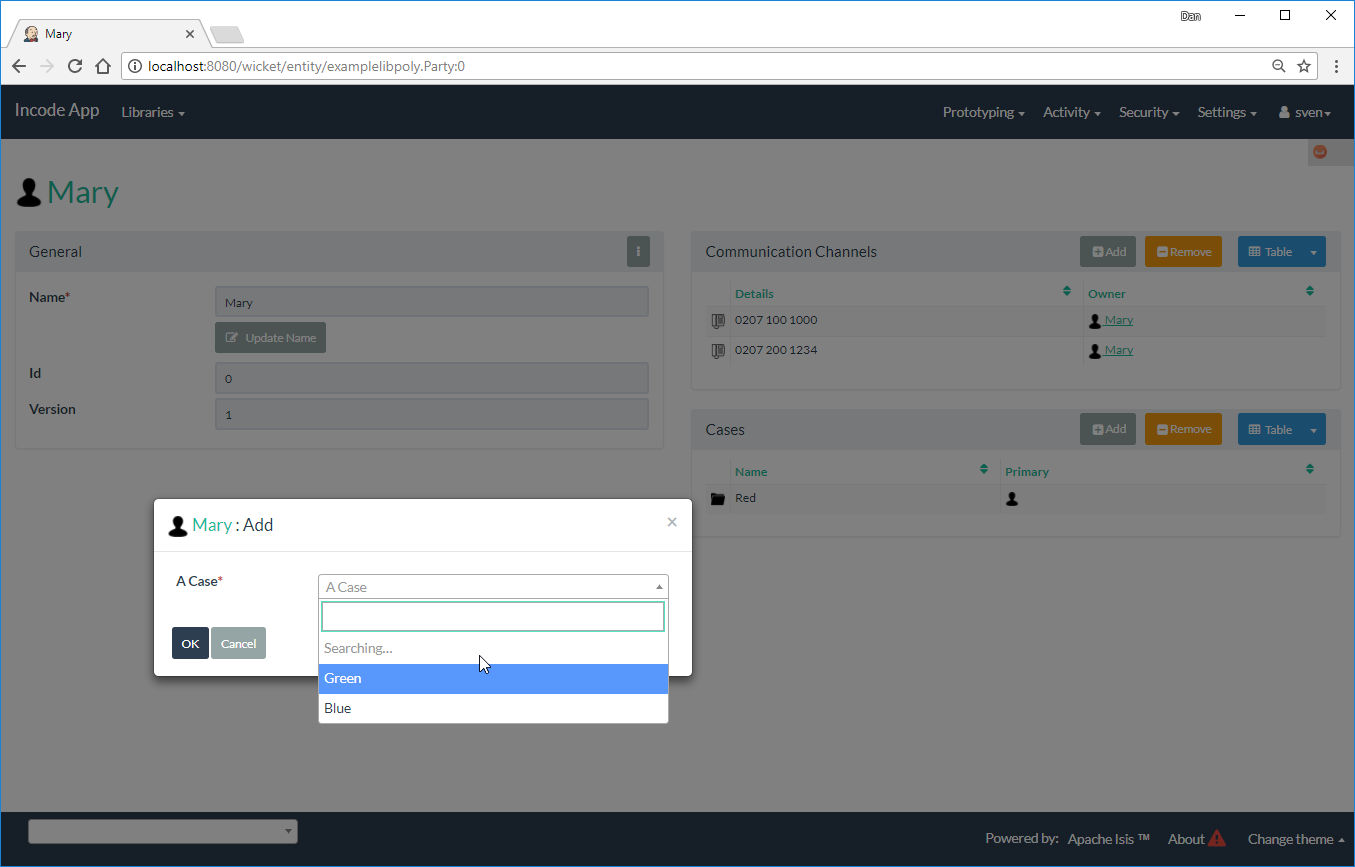 Dan
Mary
localhost:8080/wicket/entity/examplelibpoly.Party:0
Incode App Libraries Prototyping Activity Security Settings sven
Mary
General
Name* Mary
Update Name
Id 0
Version 1
Communication Channels Add Remove Table
Details Owner
0207 100 1000 Mary
0207 200 1234 Mary
Cases Add Remove Table
Name Primary
Red
Mary : Add ×
A Case* A Case
OK Cancel
Searching...
Green
Blue
Powered by: Apache Isis ™ About Change theme